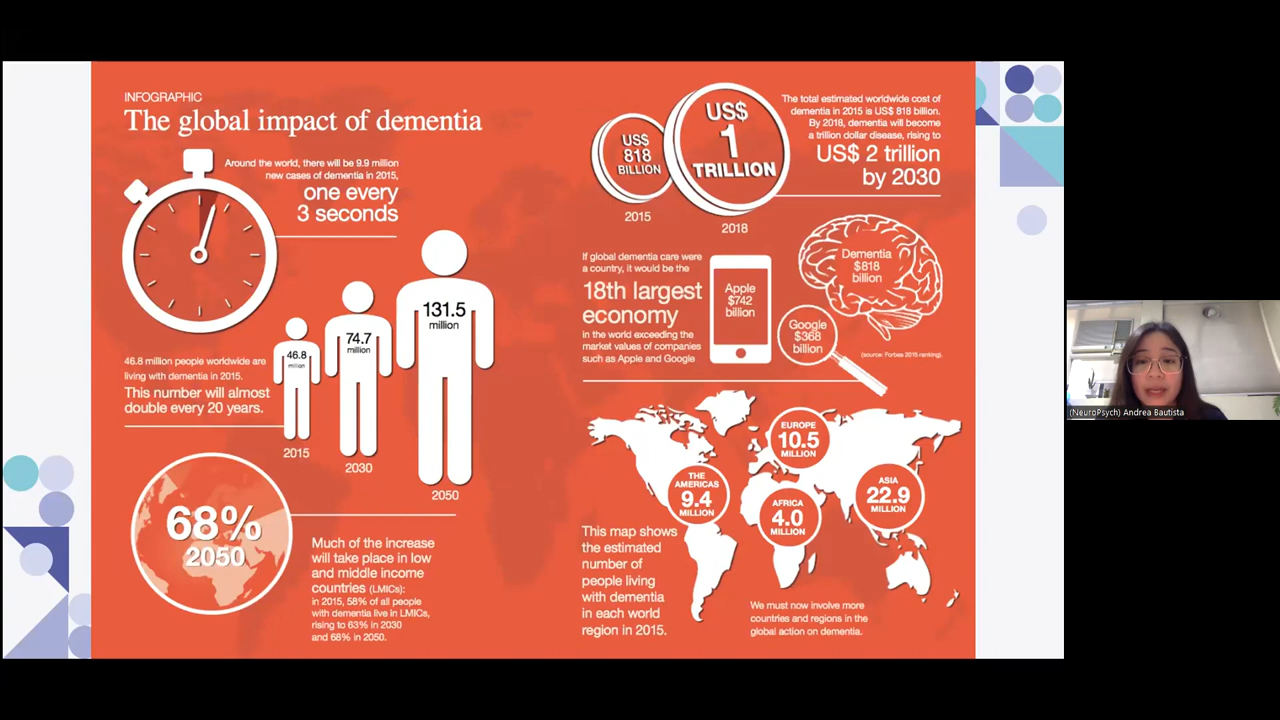 INFOGRAPHIC
The global impact of dementia
Around the world, there will be 9.9 million
new cases of dementia in 2015,
one every
3 seconds
46.8
million
2015
74.7
million
2030
131.5
million
2050
46.8 million people worldwide are
living with dementia in 2015.
This number will almost
double every 20 years.
68%
2050
Much of the increase
will take place in low
and middle income
countries (LMICs):
in 2015, 58% of all people
with dementia live in LMICs,
rising to 63% in 2030
and 68% in 2050.
US$
818
BILLION
2015
US$
1
TRILLION
2018
The total estimated worldwide cost of
dementia in 2015 is US$ 818 billion.
By 2018, dementia will become
a trillion dollar disease, rising to
US$ 2 trillion
by 2030
If global dementia care were
a country, it would be the
18th largest
economy
in the world exceeding the
market values of companies
such as Apple and Google
Apple
$742
billion
Google
$368
billion
Dementia
$818
billion
(source: Forbes 2015 ranking).
EUROPE
10.5
MILLION
THE
AMERICAS
9.4
MILLION
AFRICA
4.0
MILLION
ASIA
22.9
MILLION
This map shows
the estimated
number of
people living
with dementia
in each world
region in 2015.
We must now involve more
countries and regions in the
global action on dementia.
(NeuroPsych) Andrea Bautista